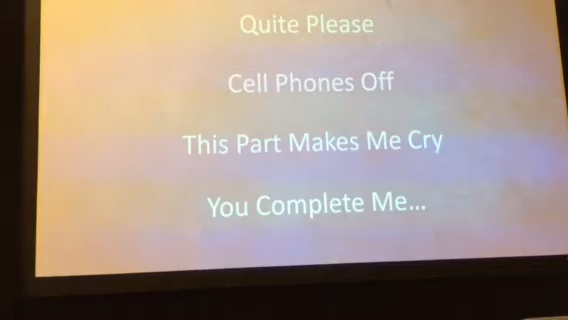 Quite Please
Cell Phones Off
This Part Makes Me Cry
You Complete Me...